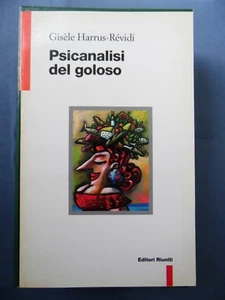 Gisèle Harrus-Révidi
Psicanalisi
del goloso
Editori Riuniti